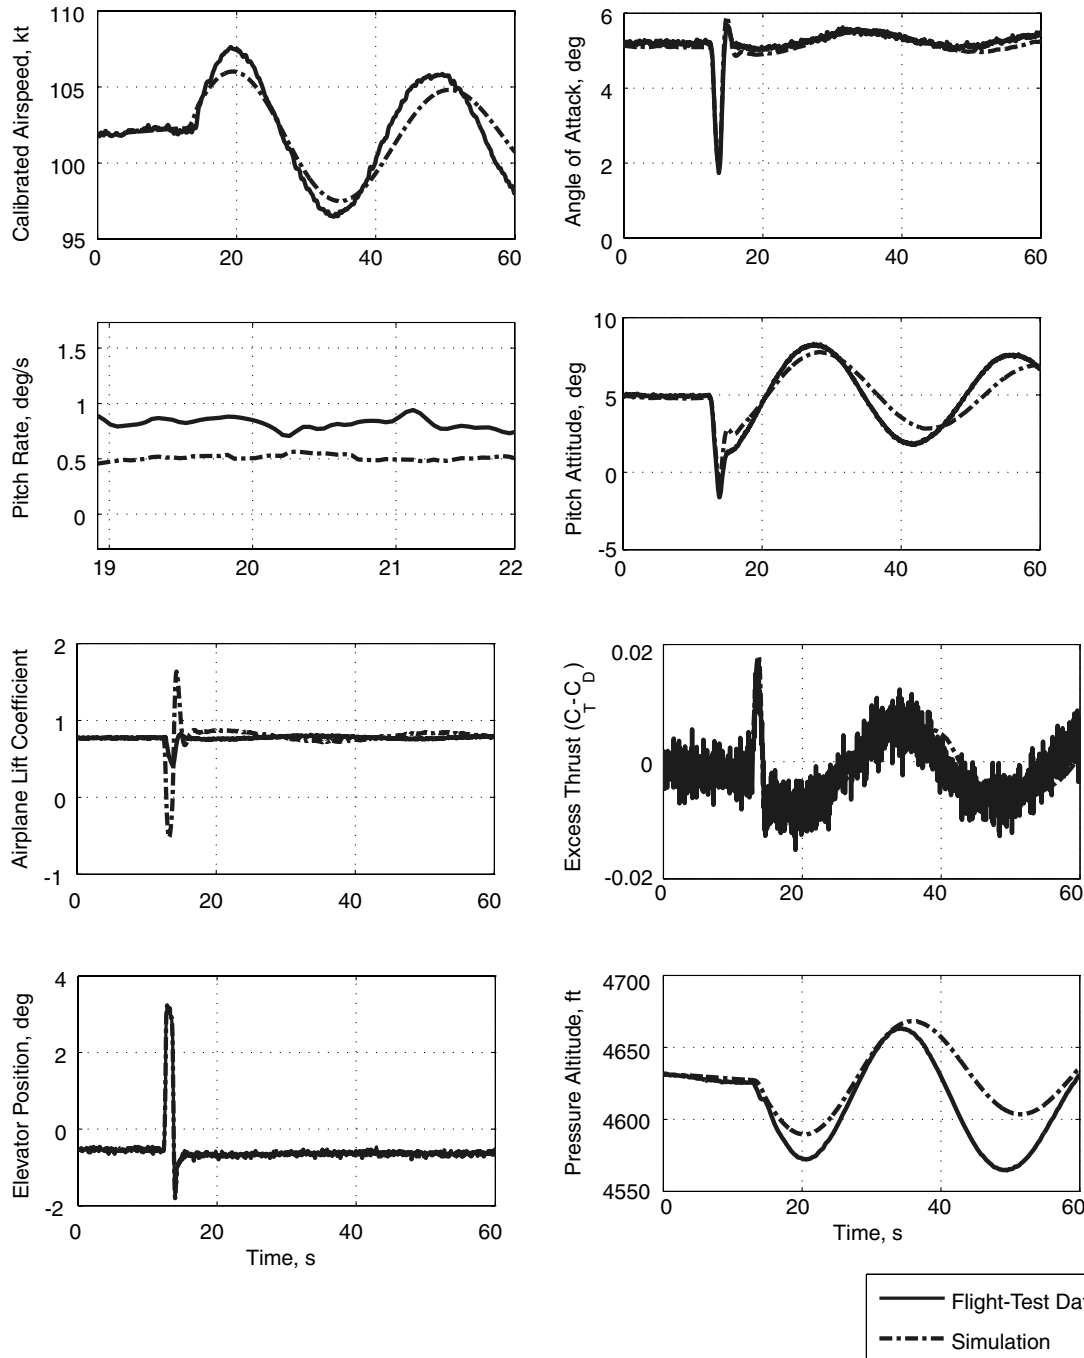 Calibrated Airspeed, kt
110
105
100
95
0 20 40 60
Angle of Attack, deg
6
4
2
0
0 20 40 60
Pitch Rate, deg/s
1.5
1
0.5
0
19 20 21 22
Pitch Attitude, deg
10
5
0
-5
0 20 40 60
Airplane Lift Coefficient
2
1
0
-1
0 20 40 60
Excess Thrust (C_T-C_D)
0.02
0
-0.02
0 20 40 60
Elevator Position, deg
4
2
0
-2
0 20 40 60
Time, s
Pressure Altitude, ft
4700
4650
4600
4550
0 20 40 60
Time, s
Flight-Test Da
Simulation